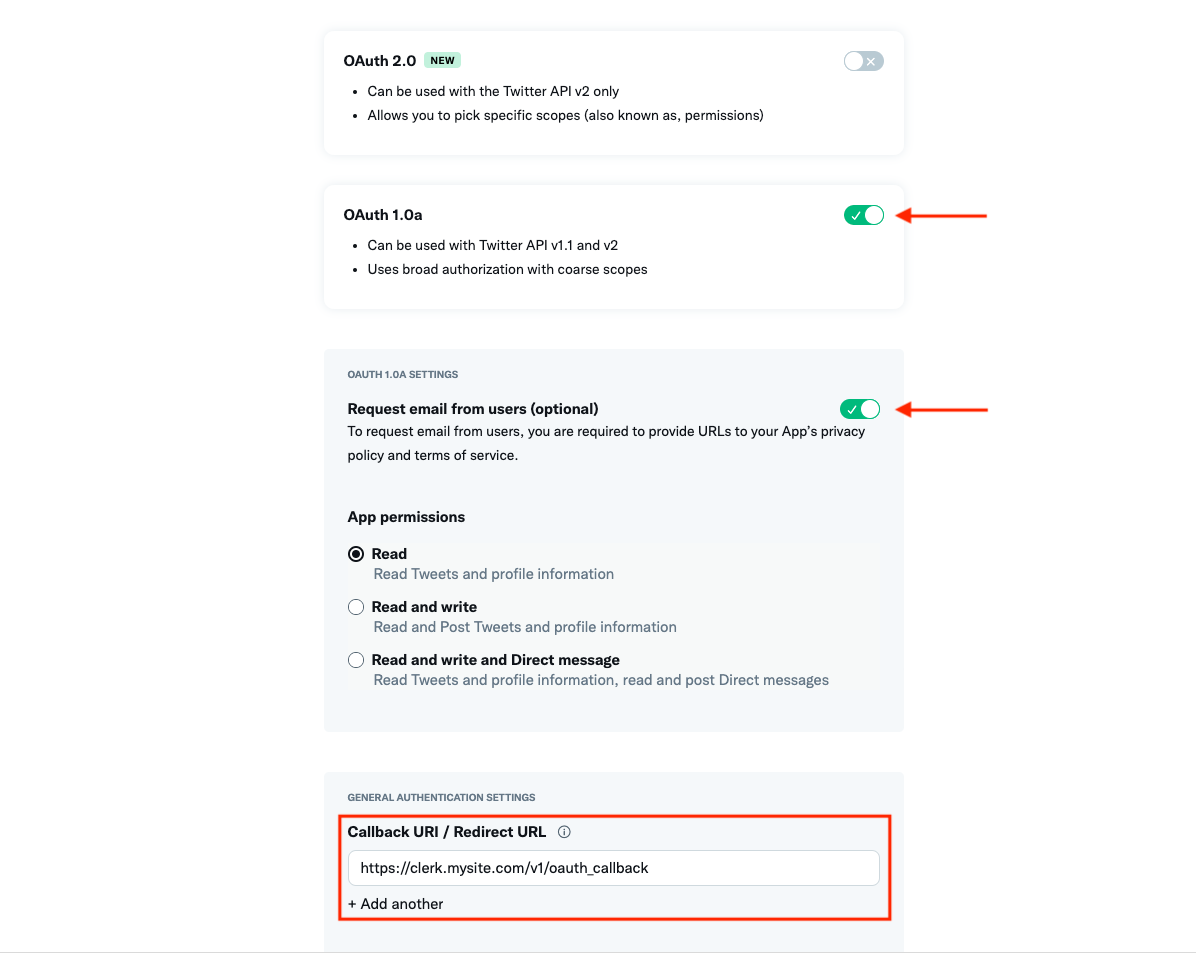 OAuth 2.0 NEW
• Can be used with the Twitter API v2 only
• Allows you to pick specific scopes (also known as, permissions)
OAuth 1.0a
• Can be used with Twitter API v1.1 and v2
• Uses broad authorization with coarse scopes
OAUTH 1.0A SETTINGS
Request email from users (optional)
To request email from users, you are required to provide URLs to your App's privacy
policy and terms of service.
App permissions
Read
Read Tweets and profile information
Read and write
Read and Post Tweets and profile information
Read and write and Direct message
Read Tweets and profile information, read and post Direct messages
GENERAL AUTHENTICATION SETTINGS
Callback URI / Redirect URL
https://clerk.mysite.com/v1/oauth_callback
+ Add another